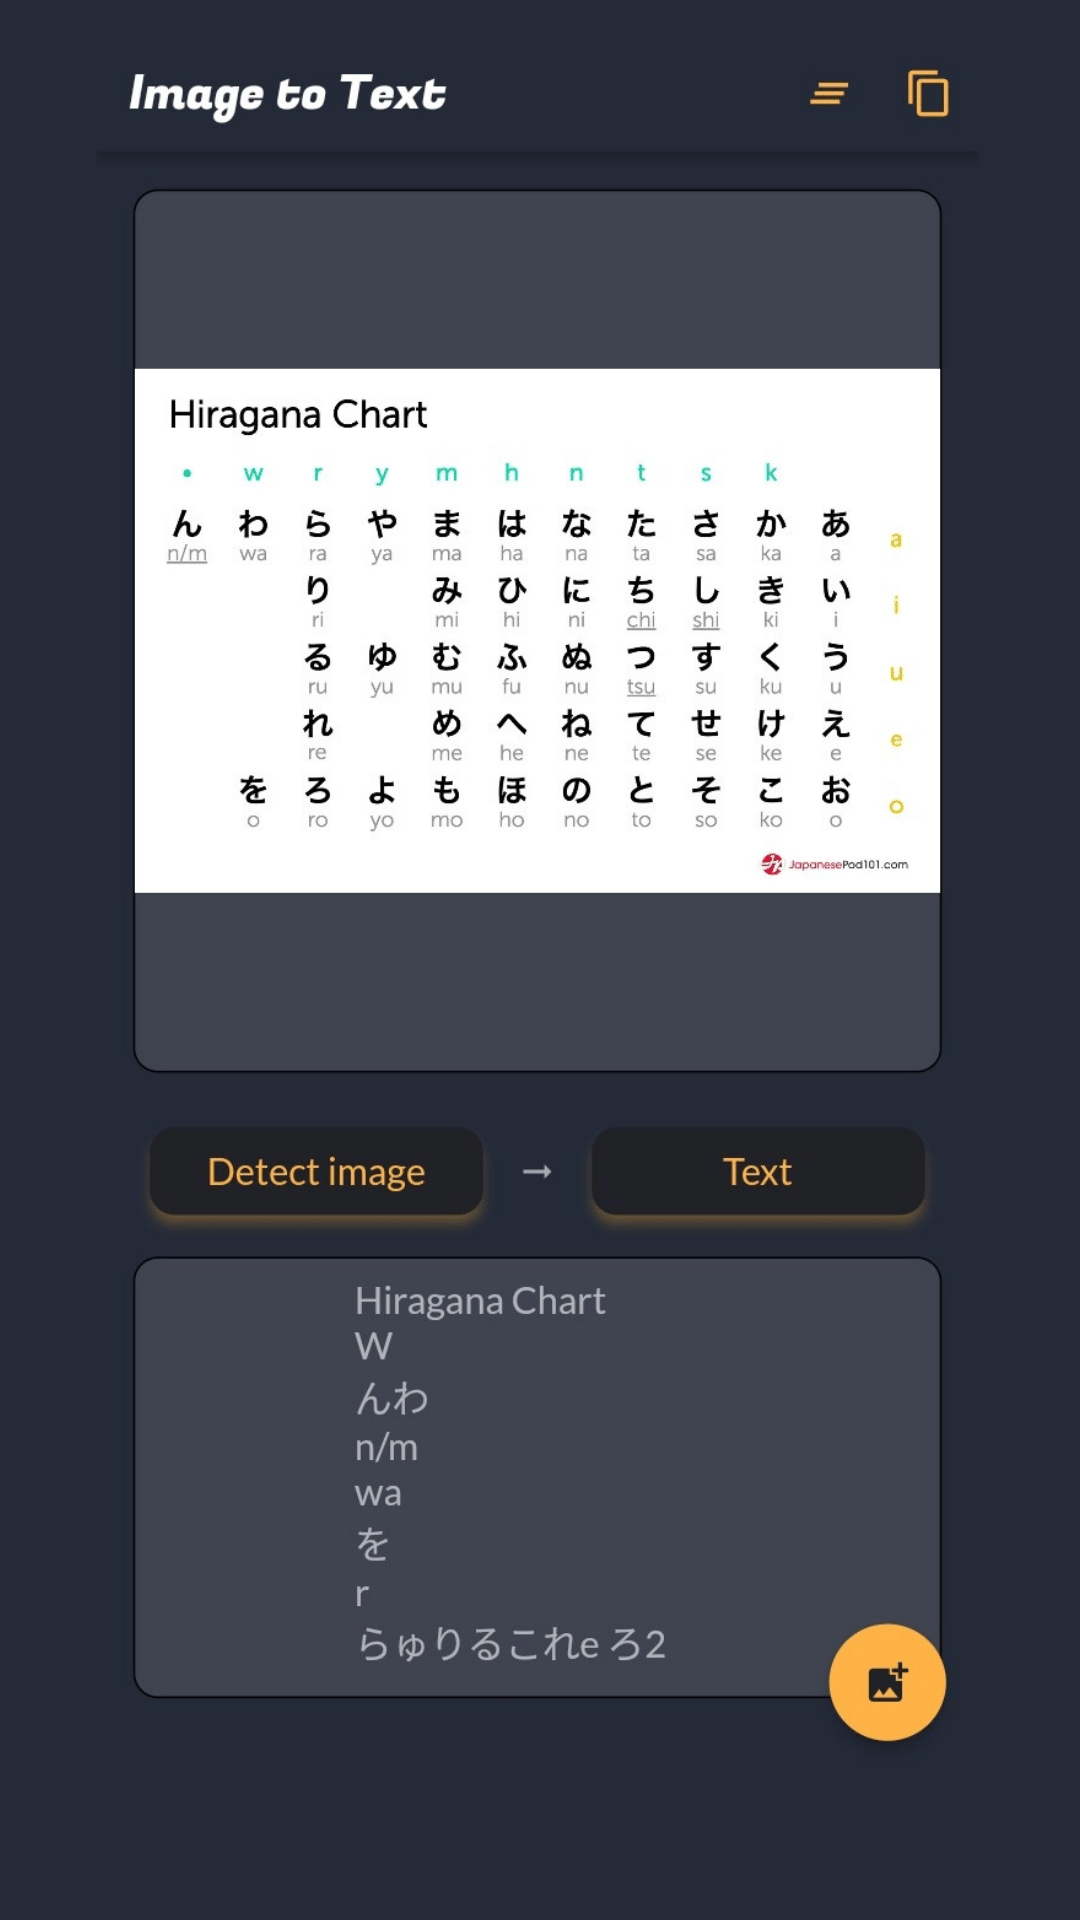 Image to Text
Hiragana Chart
• w r y m h n t s k
ん わ ら や ま は な た さ か あ
n/m wa ra ya ma ha na ta sa ka a a
り み ひ に ち し き い
ri mi hi ni chi shi ki i i
る ゆ む ふ ぬ つ す く う
ru yu mu fu nu tsu su ku u u
れ め へ ね て せ け え
re me he ne te se ke e e
を ろ よ も ほ の と そ こ お
o ro yo mo ho no to so ko o o
JapanesePod101.com
Detect image → Text
Hiragana Chart
W
んわ
n/m
wa
を
r
らゅりるこれe ろ2